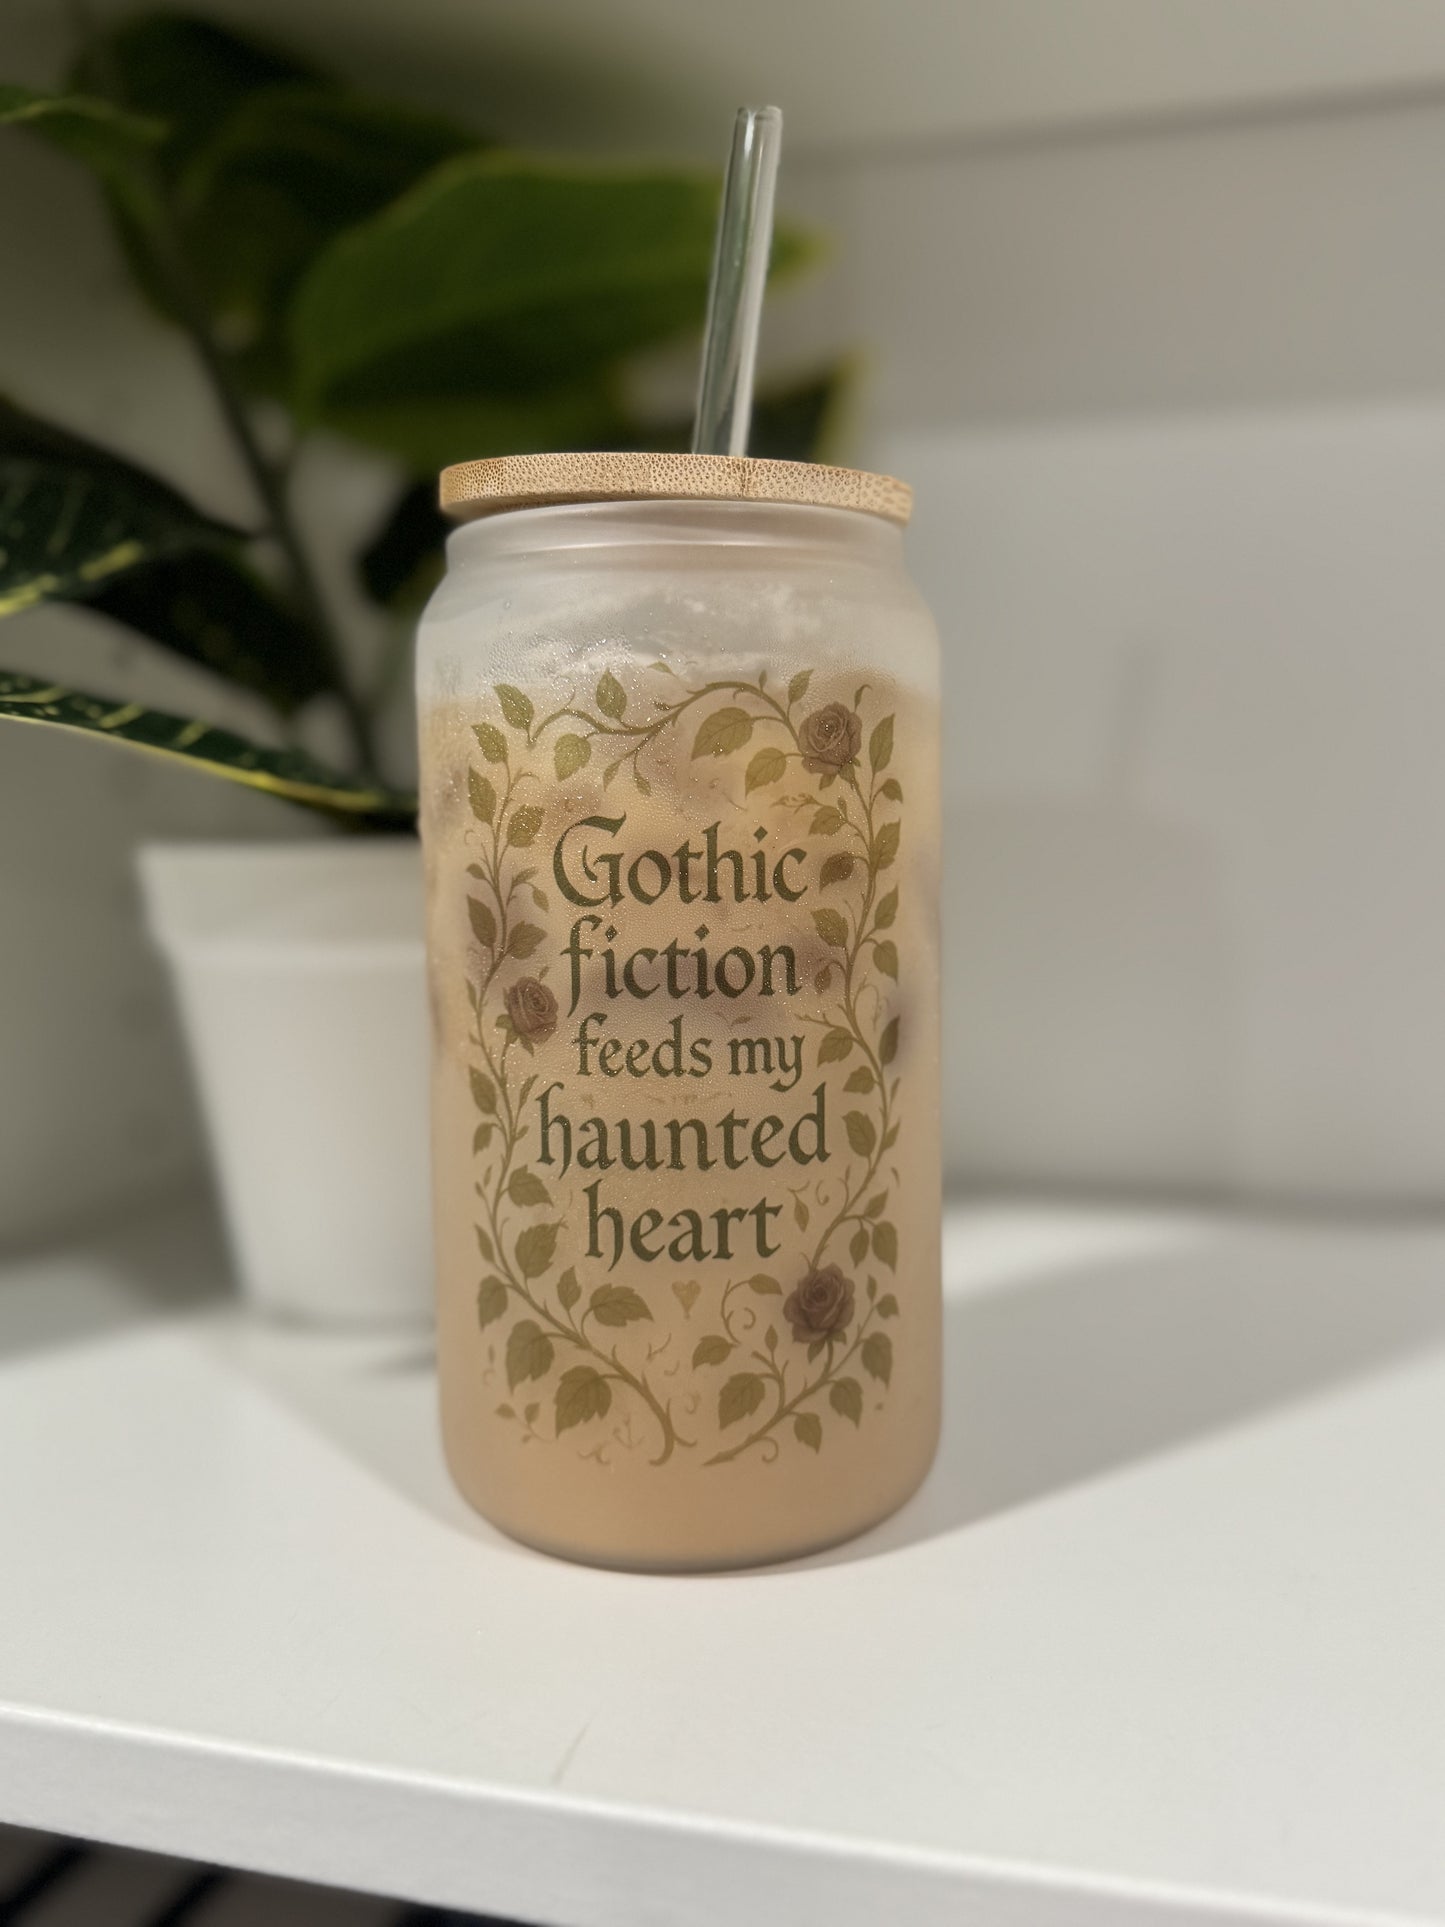 Gothic
fiction
feeds my
haunted
heart